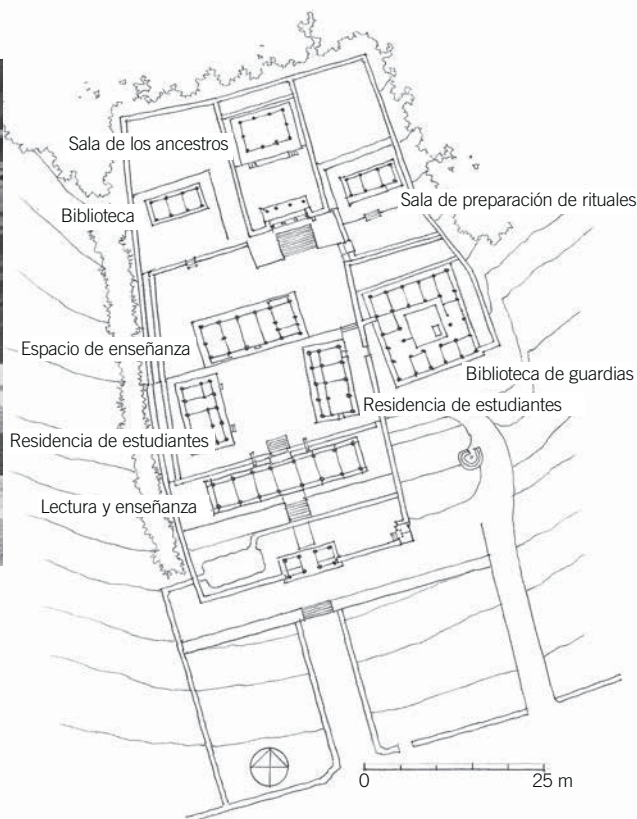 Sala de los ancestros
Biblioteca
Sala de preparación de rituales
Espacio de enseñanza
Biblioteca de guardias
Residencia de estudiantes
Residencia de estudiantes
Lectura y enseñanza
0
25 m